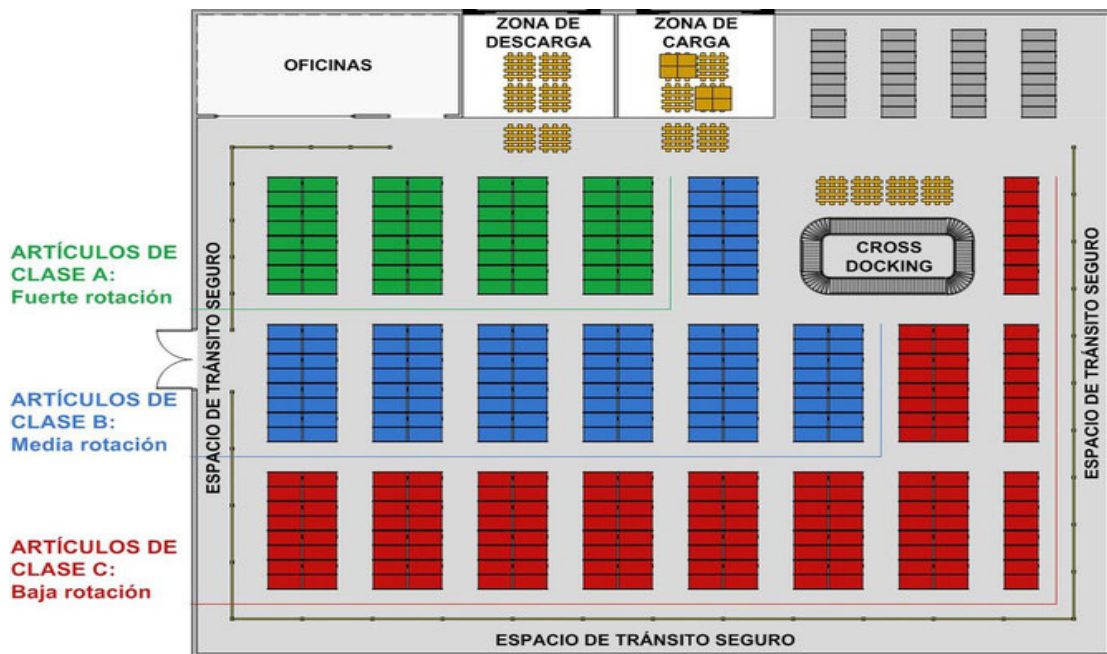 OFICINAS
ZONA DE
DESCARGA
ZONA DE
CARGA
CROSS
DOCKING
ARTÍCULOS DE
CLASE A:
Fuerte rotación
ARTÍCULOS DE
CLASE B:
Media rotación
ARTÍCULOS DE
CLASE C:
Baja rotación
ESPACIO DE TRÁNSITO SEGURO
ESPACIO DE TRÁNSITO SEGURO
ESPACIO DE TRÁNSITO SEGURO